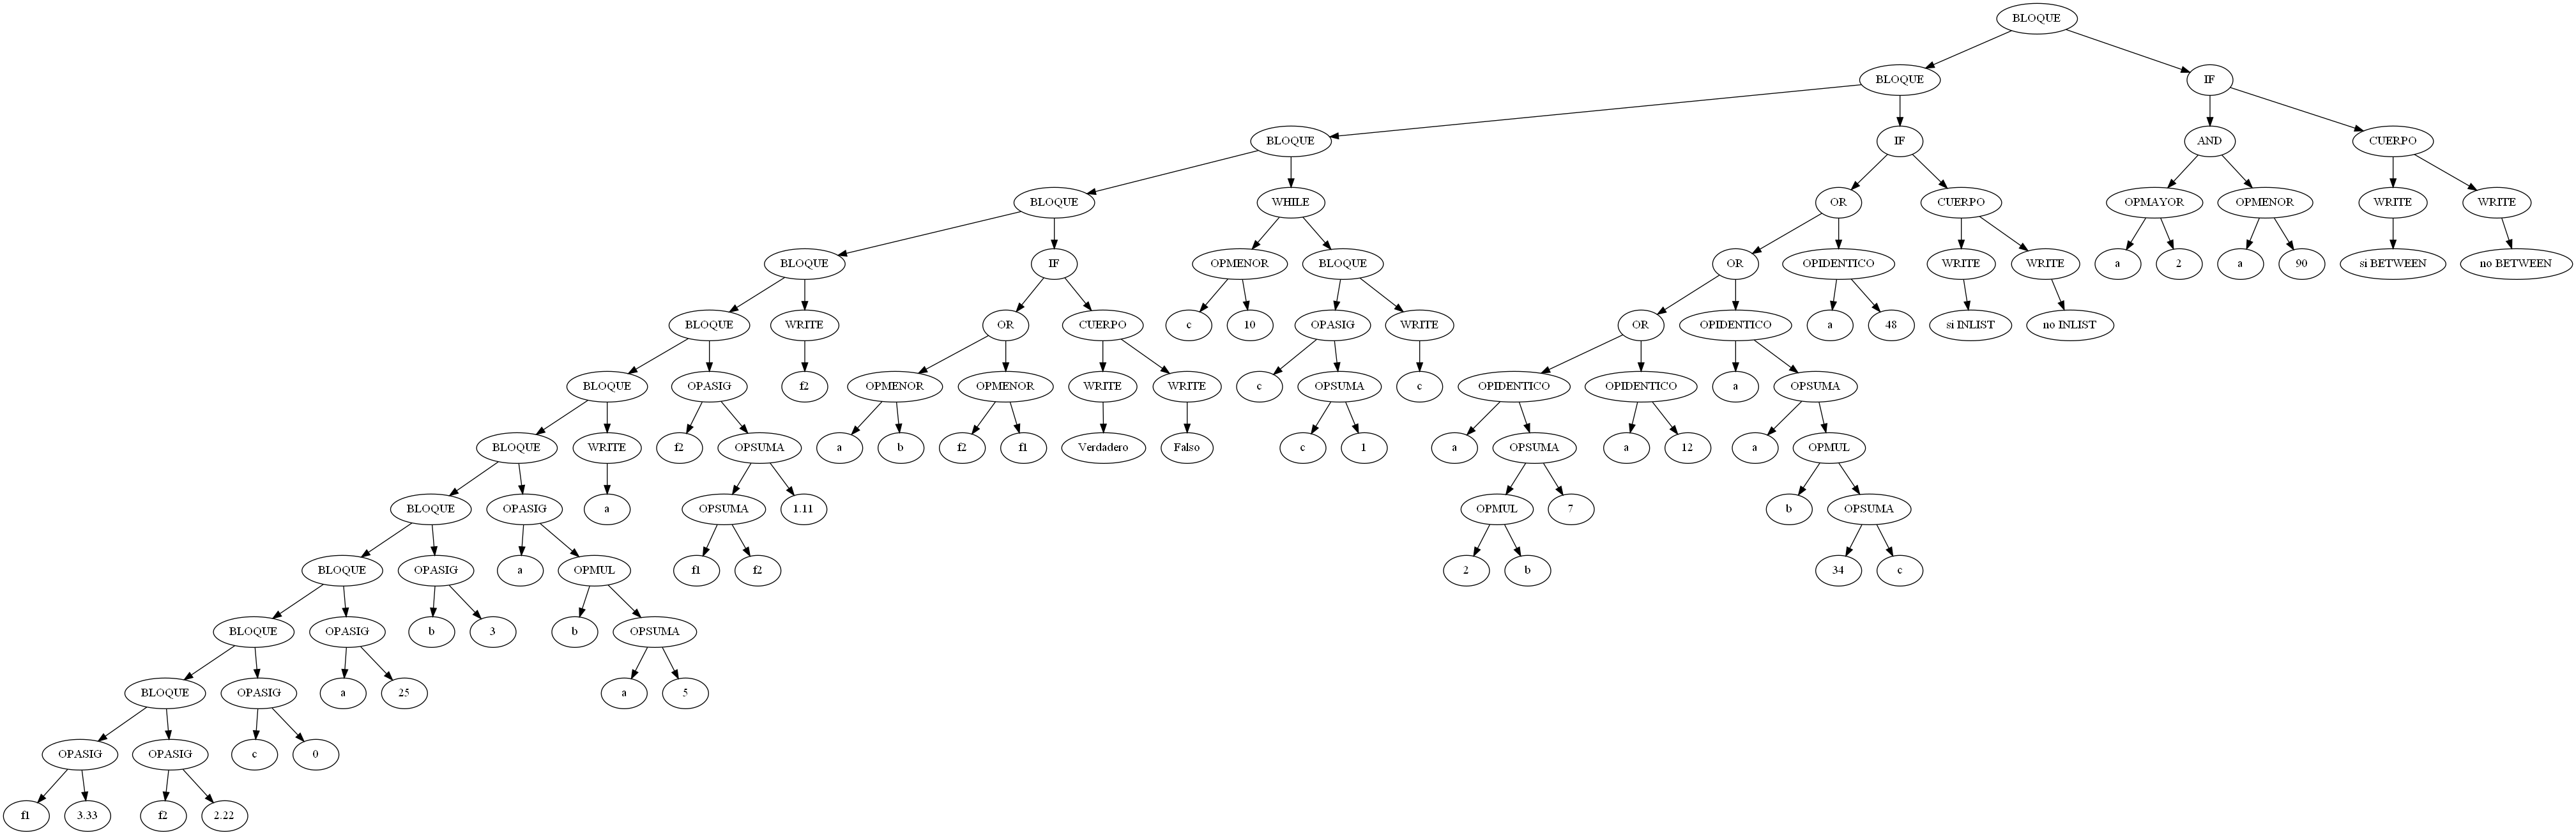 BLOQUE
BLOQUE IF
BLOQUE IF AND CUERPO
BLOQUE WHILE OR CUERPO OPMAYOR OPMENOR WRITE WRITE
BLOQUE IF OPMENOR BLOQUE OR OPIDENTICO WRITE WRITE a 2 a 90 si BETWEEN no BETWEEN
BLOQUE WRITE OR CUERPO c 10 OPASIG WRITE OR OPIDENTICO a 48 si INLIST no INLIST
BLOQUE OPASIG f2 OPMENOR OPMENOR WRITE WRITE c OPSUMA c OPIDENTICO OPIDENTICO a OPSUMA
BLOQUE WRITE f2 OPSUMA a b f2 f1 Verdadero Falso c 1 a OPSUMA a 12 a OPMUL
BLOQUE OPASIG a OPSUMA 1.11 OPMUL 7 b OPSUMA
BLOQUE OPASIG a OPMUL f1 f2 2 b 34 c
BLOQUE OPASIG b 3 b OPSUMA
BLOQUE OPASIG a 25 a 5
OPASIG OPASIG c 0
f1 3.33 f2 2.22